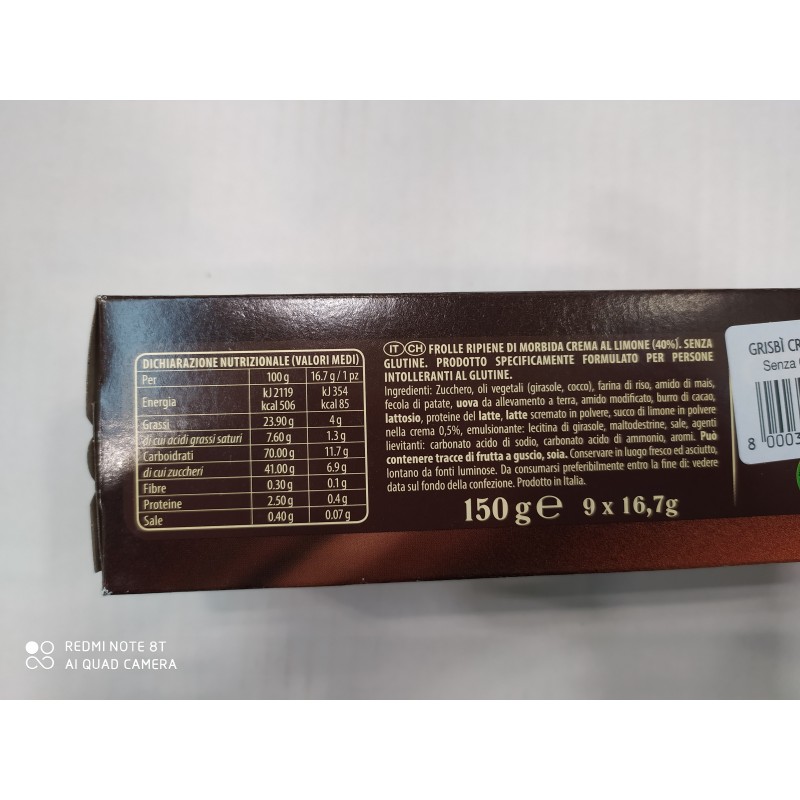 DICHIARAZIONE NUTRIZIONALE (VALORI MEDI)
Per 100 g 16.7 g / 1 pz
Energia kJ 2119 kcal 506 kJ 354 kcal 85
Grassi 23.90 g 4 g
di cui acidi grassi saturi 7.60 g 1.3 g
Carboidrati 70.00 g 11.7 g
di cui zuccheri 41.00 g 6.9 g
Fibre 0.30 g 0.1 g
Proteine 2.50 g 0.4 g
Sale 0.40 g 0.07 g
IT CH FROLLE RIPIENE DI MORBIDA CREMA AL LIMONE (40%). SENZA
GLUTINE. PRODOTTO SPECIFICAMENTE FORMULATO PER PERSONE
INTOLLERANTI AL GLUTINE.
Ingredienti: Zucchero, oli vegetali (girasole, cocco), farina di riso, amido di mais,
fecola di patate, uova da allevamento a terra, amido modificato, burro di cacao,
lattosio, proteine del latte, latte scremato in polvere, succo di limone in polvere
nella crema 0,5%, emulsionante: lecitina di girasole, maltodestrine, sale, agenti
lievitanti: carbonato acido di sodio, carbonato acido di ammonio, aromi. Può
contenere tracce di frutta a guscio, soia. Conservare in luogo fresco ed asciutto,
lontano da fonti luminose. Da consumarsi preferibilmente entro la fine di: vedere
data sul fondo della confezione. Prodotto in Italia.
150 g e 9 x 16,7g
GRISBÌ CR
Senza
8 0003
REDMI NOTE 8T
AI QUAD CAMERA